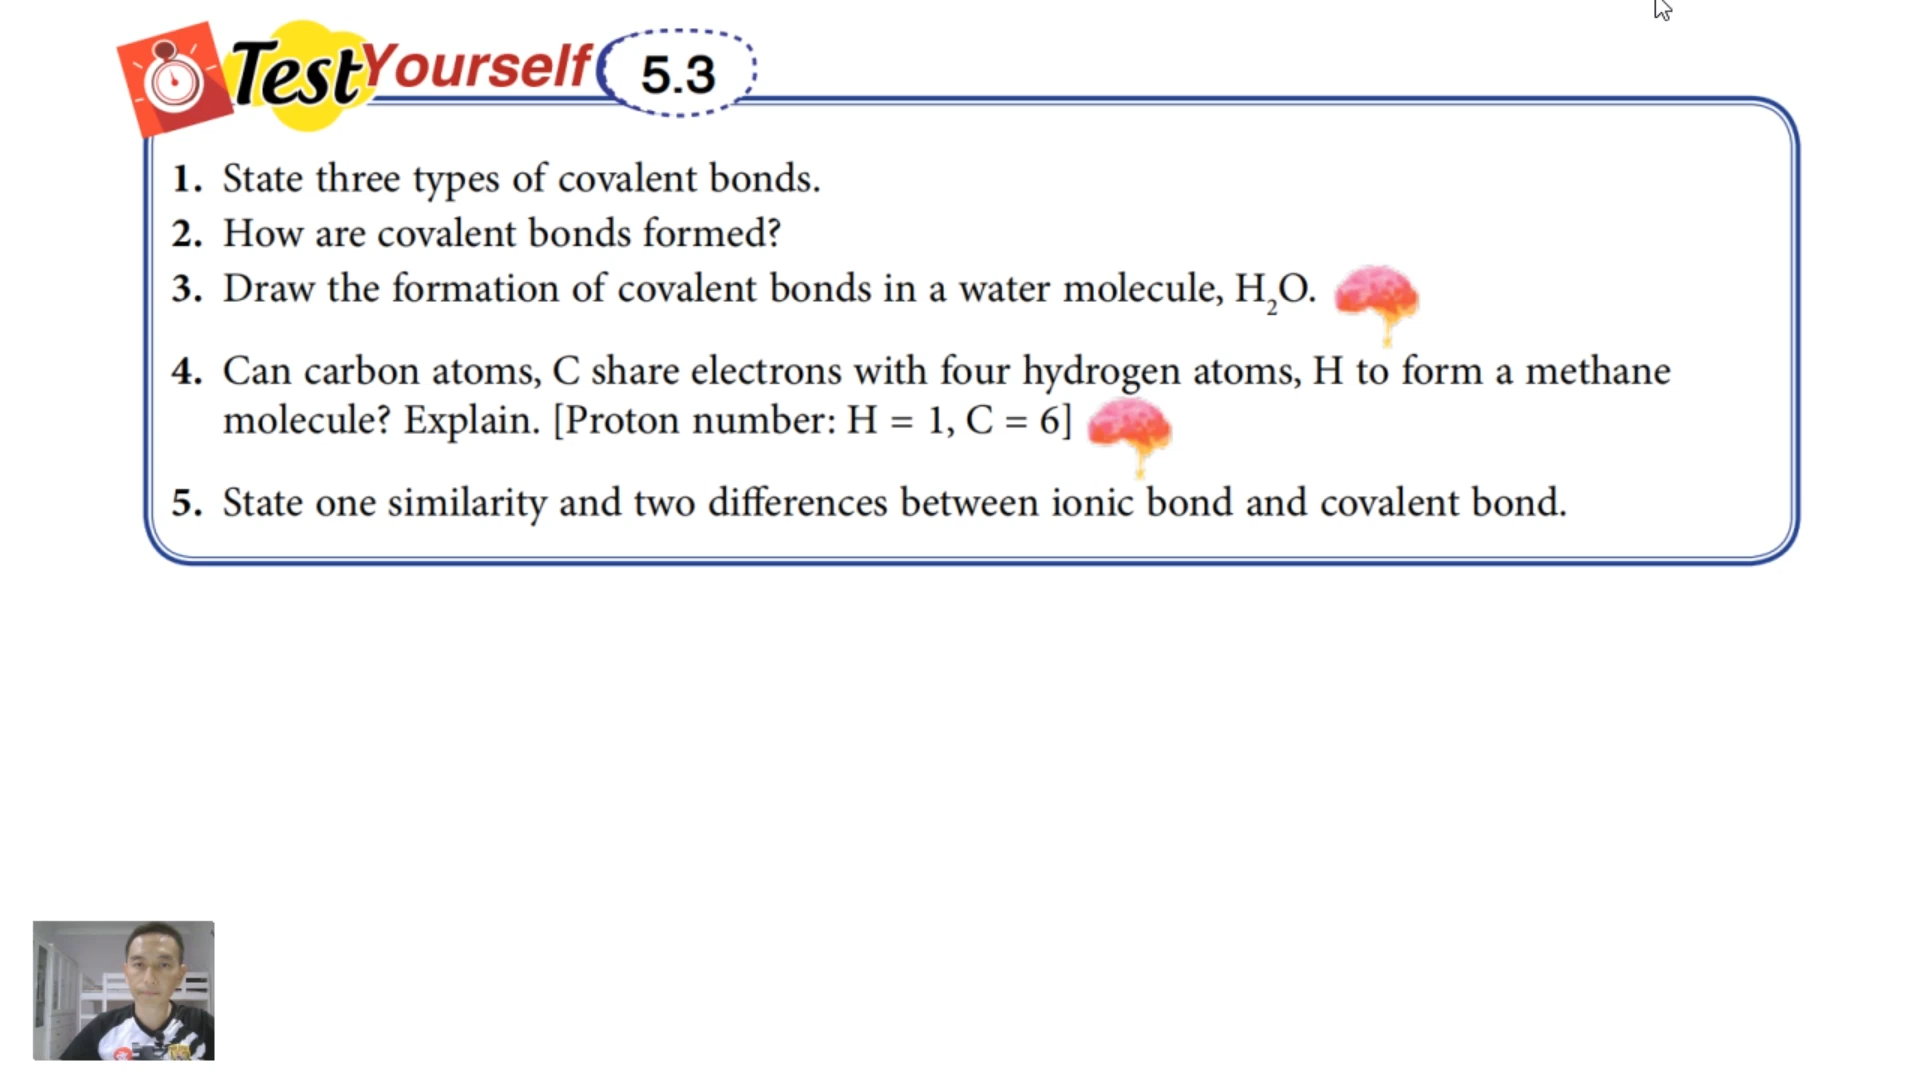 Test Yourself 5.3
1. State three types of covalent bonds.
2. How are covalent bonds formed?
3. Draw the formation of covalent bonds in a water molecule, H₂O.
4. Can carbon atoms, C share electrons with four hydrogen atoms, H to form a methane
molecule? Explain. [Proton number: H = 1, C = 6]
5. State one similarity and two differences between ionic bond and covalent bond.